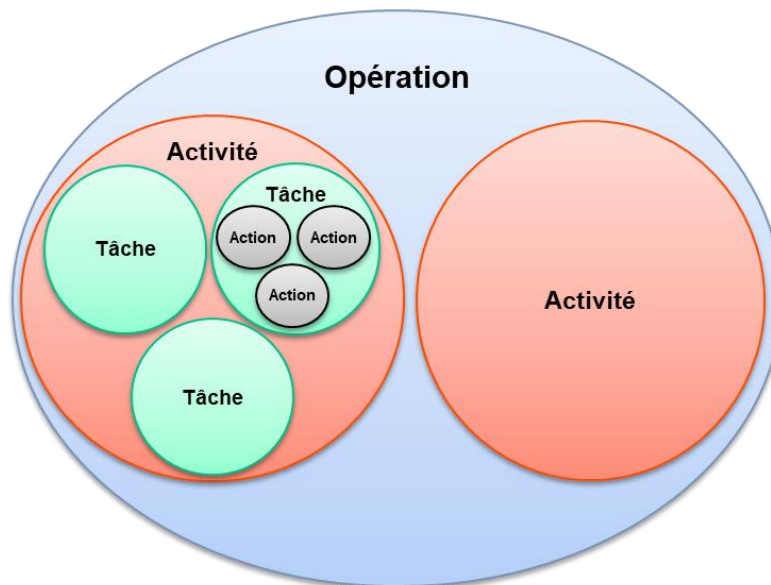 Opération
Activité
Tâche
Tâche
Action
Action
Action
Tâche
Activité